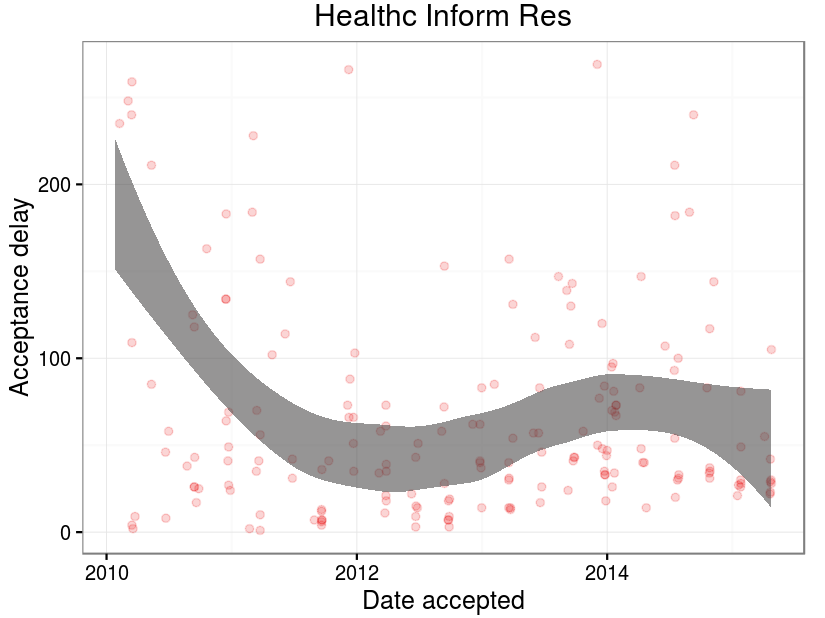 Healthc Inform Res
Acceptance delay
200
100
0
2010 2012 2014
Date accepted